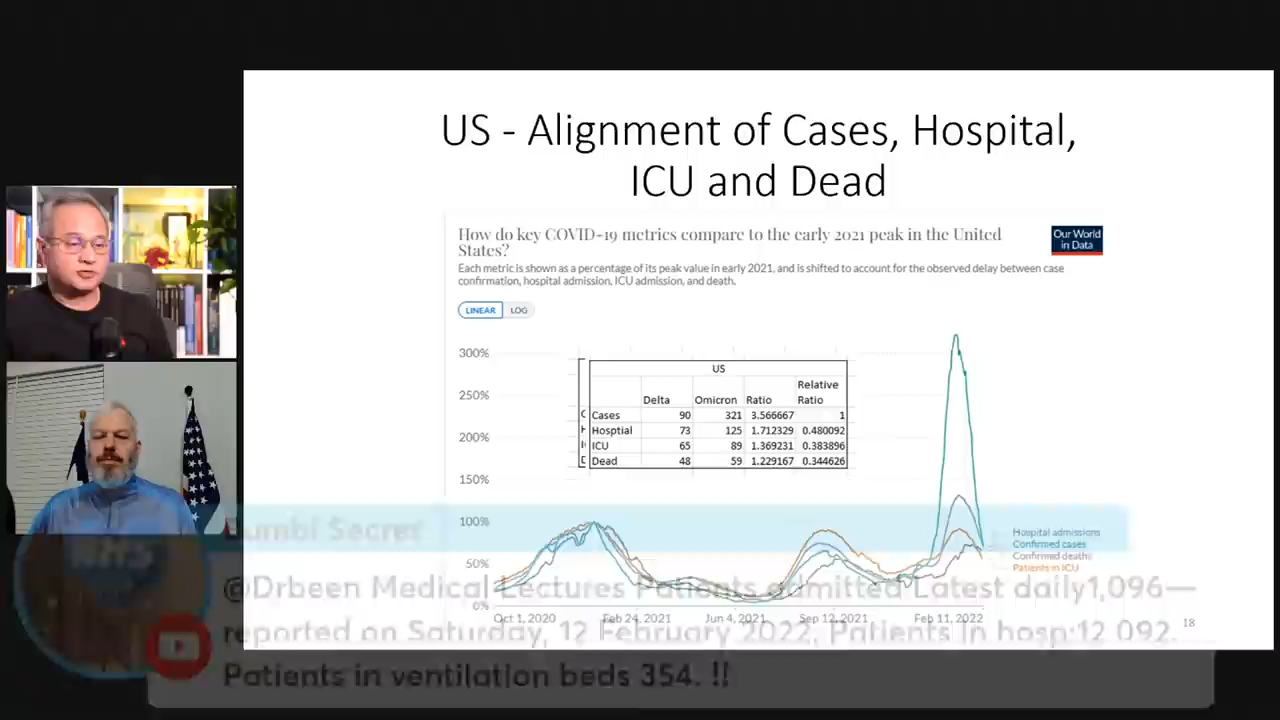 US - Alignment of Cases, Hospital,
ICU and Dead
How do key COVID-19 metrics compare to the early 2021 peak in the United
States?
Our World
in Data
Each metric is shown as a percentage of its peak value in early 2021, and is shifted to account for the observed delay between case
confirmation, hospital admission, ICU admission, and death.
LINEAR LOG
300%
250%
200%
150%
100%
50%
0%
US
Delta Omicron Ratio Relative Ratio
Cases 90 321 3.566667 1
Hosptial 73 125 1.712329 0.480092
ICU 65 89 1.369231 0.383896
Dead 48 59 1.229167 0.344626
Hospital admissions
Confirmed cases
Confirmed deaths
Patients in ICU
Oct 1, 2020 Feb 24, 2021 Jun 4, 2021 Sep 12, 2021 Feb 11, 2022
18
NHS
Bumbi Secret
@Drbeen Medical Lectures Patients admitted Latest daily1,096—
reported on Saturday, 12 February 2022, Patients in hosp:12 092.
Patients in ventilation beds 354. !!